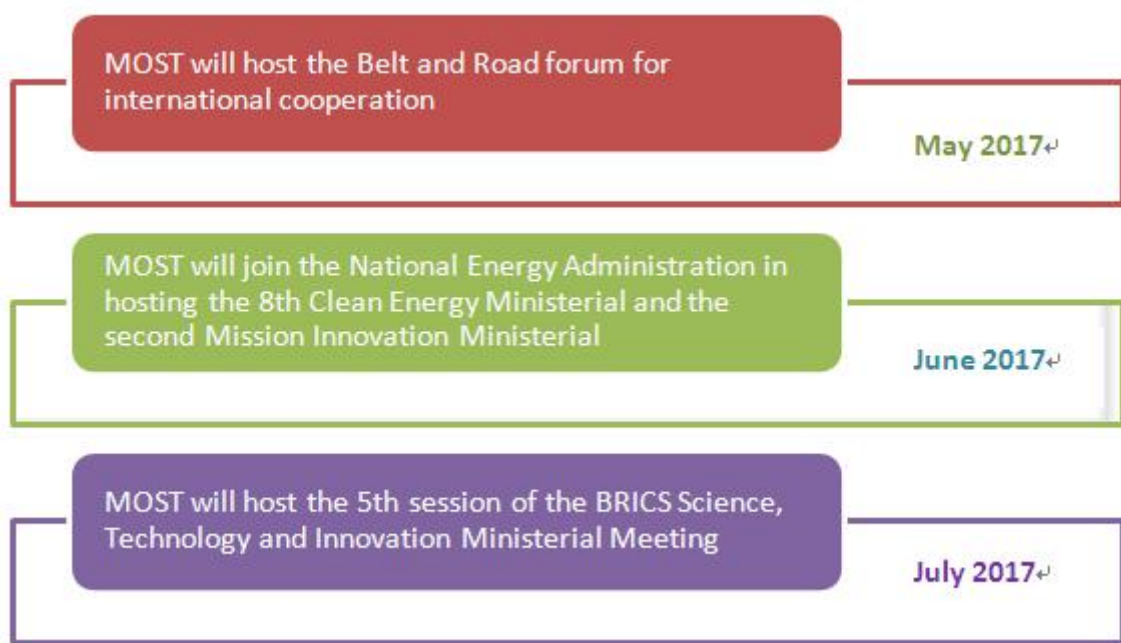 MOST will host the Belt and Road forum for
international cooperation
May 2017↵
MOST will join the National Energy Administration in
hosting the 8th Clean Energy Ministerial and the
second Mission Innovation Ministerial
June 2017↵
MOST will host the 5th session of the BRICS Science,
Technology and Innovation Ministerial Meeting
July 2017↵